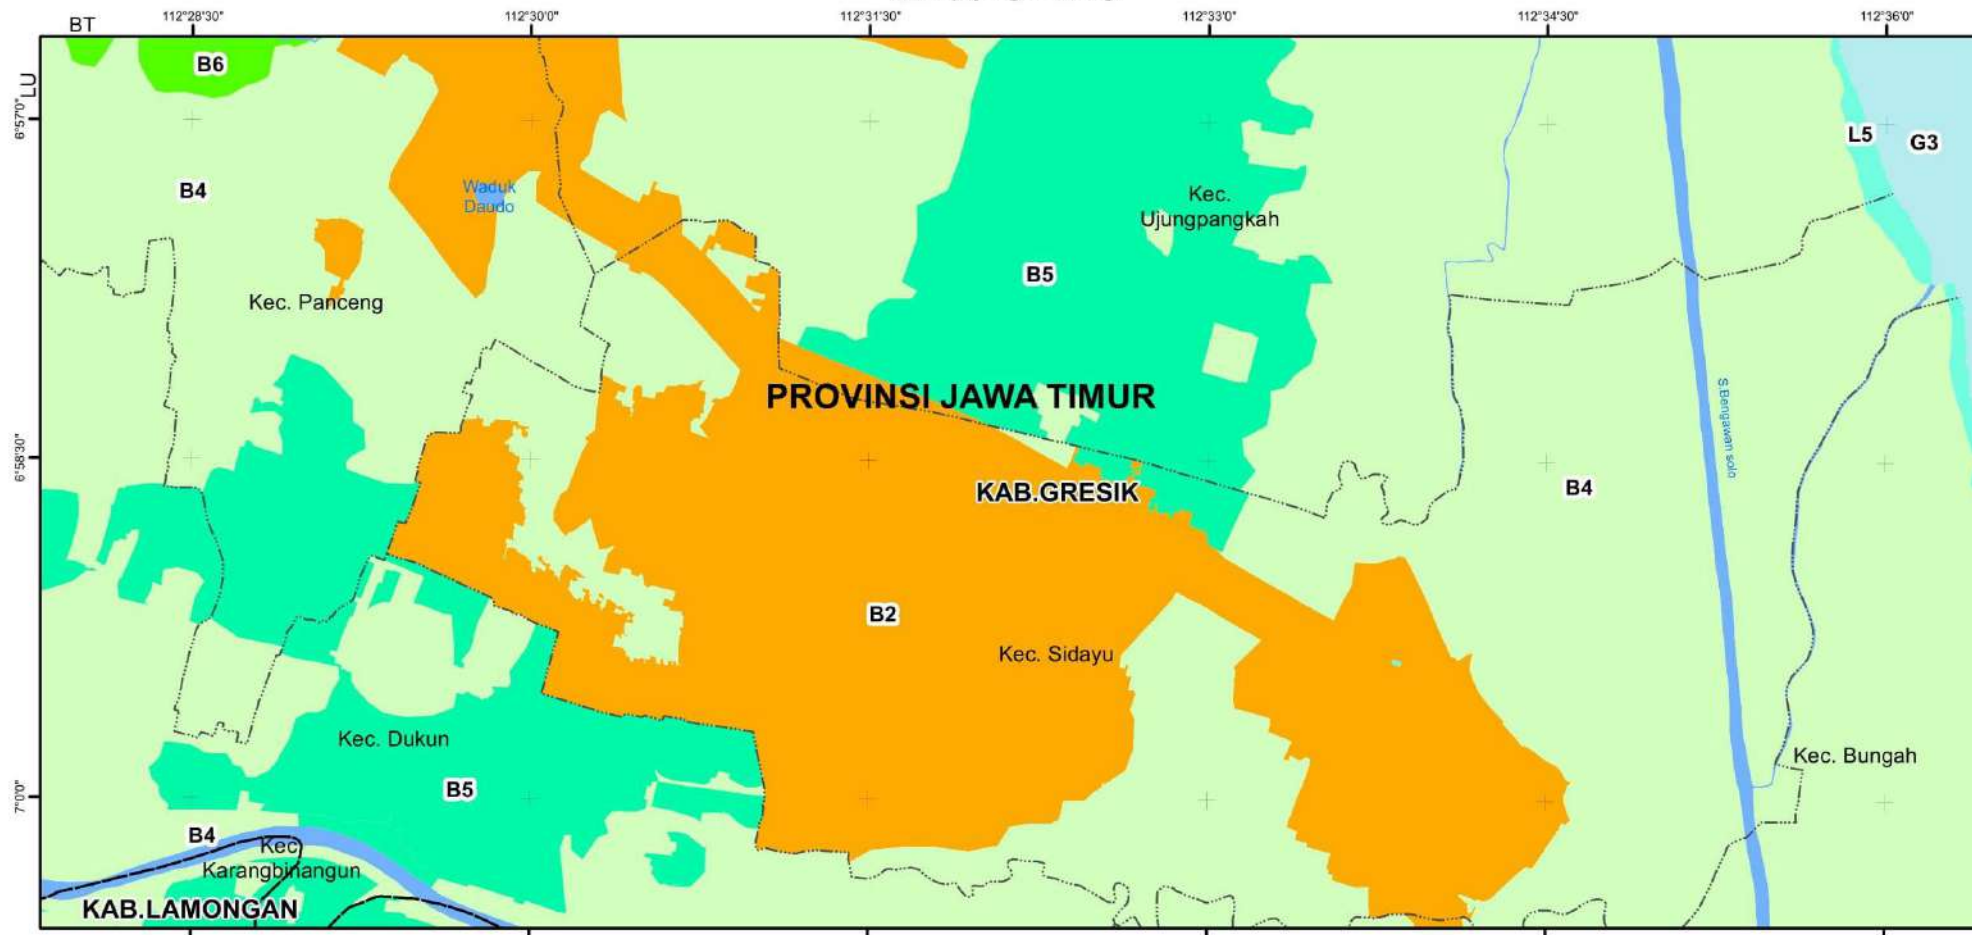 BT
112°28'30"
112°30'0"
112°31'30"
112°33'0"
112°34'30"
112°36'0"
LU
6°57'0"
6°58'30"
7°0'0"
B6
L5
G3
B4
Waduk
Daudo
Kec.
Ujungpangkah
B5
Kec. Panceng
PROVINSI JAWA TIMUR
S.Bengawan solo
KAB.GRESIK
B4
B2
Kec. Sidayu
Kec. Dukun
Kec. Bungah
B5
B4
Kec.
Karangbinangun
KAB.LAMONGAN